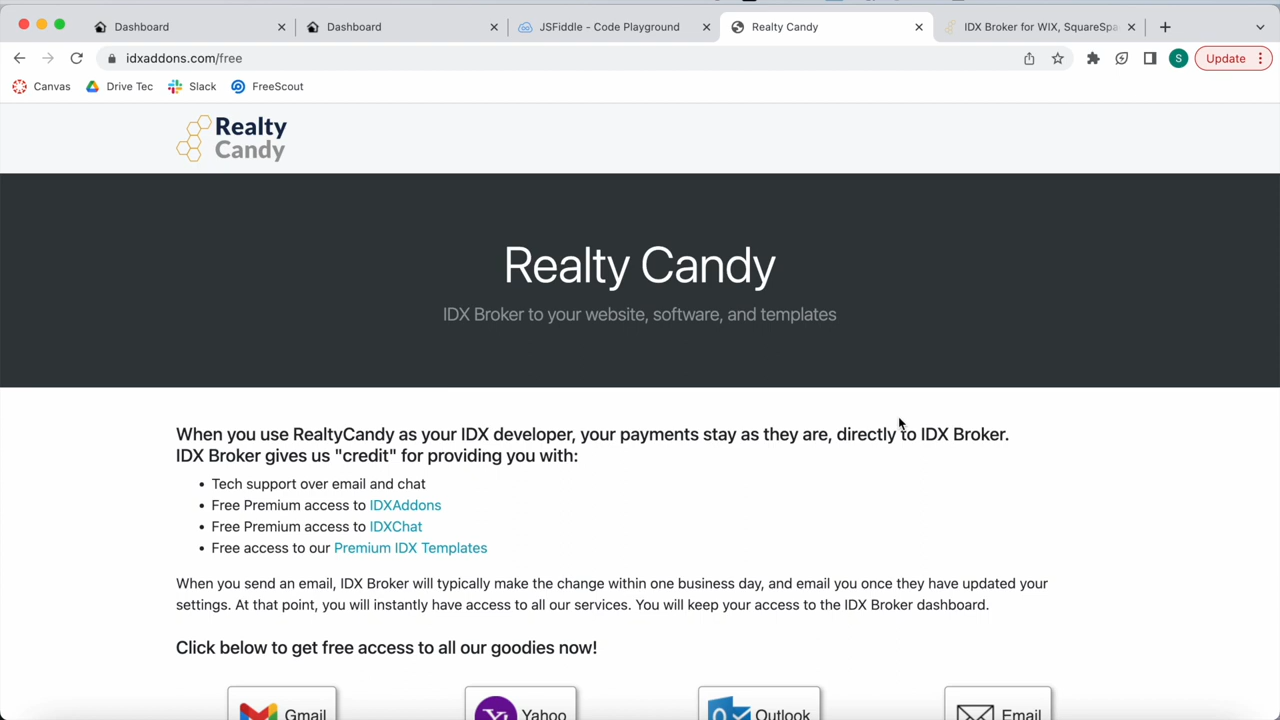 Dashboard
Dashboard
JSFiddle - Code Playground
Realty Candy
IDX Broker for WIX, SquareSpa
idxaddons.com/free
S
Update
Canvas
Drive Tec
Slack
FreeScout
Realty
Candy
Realty Candy
IDX Broker to your website, software, and templates
When you use RealtyCandy as your IDX developer, your payments stay as they are, directly to IDX Broker.
IDX Broker gives us "credit" for providing you with:
• Tech support over email and chat
• Free Premium access to IDXAddons
• Free Premium access to IDXChat
• Free access to our Premium IDX Templates
When you send an email, IDX Broker will typically make the change within one business day, and email you once they have updated your
settings. At that point, you will instantly have access to all our services. You will keep your access to the IDX Broker dashboard.
Click below to get free access to all our goodies now!
Gmail
Yahoo
Outlook
Email